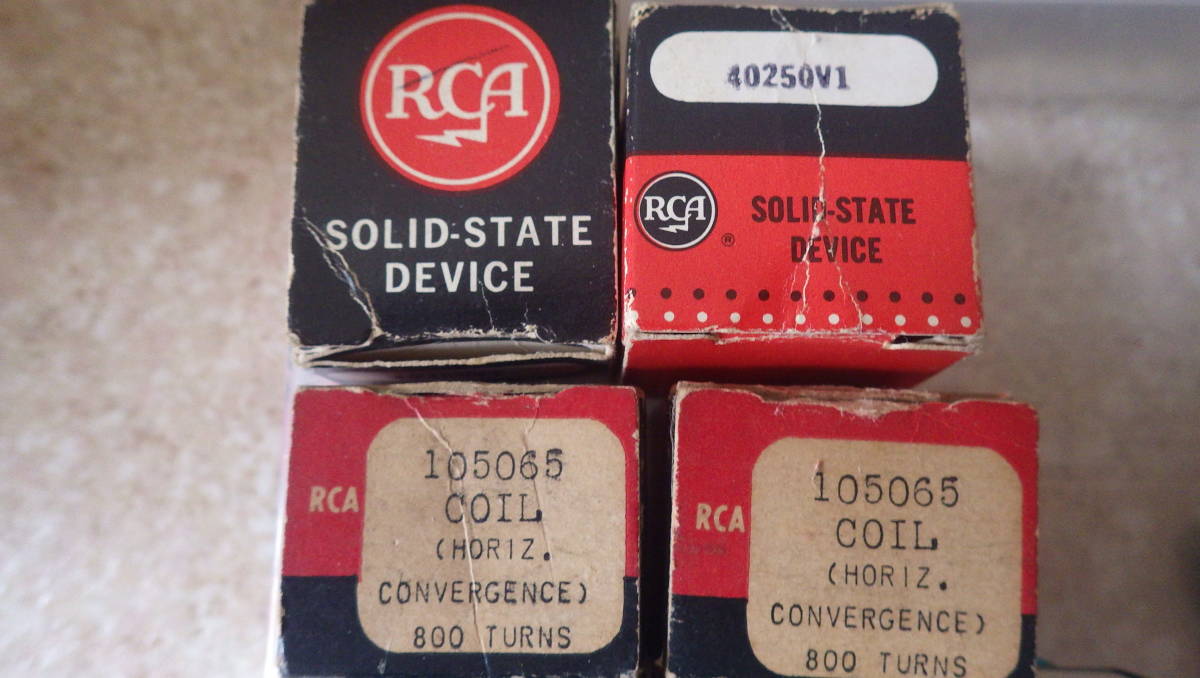 RCA
SOLID-STATE
DEVICE
40250V1
RCA
®
SOLID-STATE
DEVICE
RCA
105065
COIL
(HORIZ.
CONVERGENCE)
800 TURNS
RCA
105065
COIL
(HORIZ.
CONVERGENCE)
800 TURNS